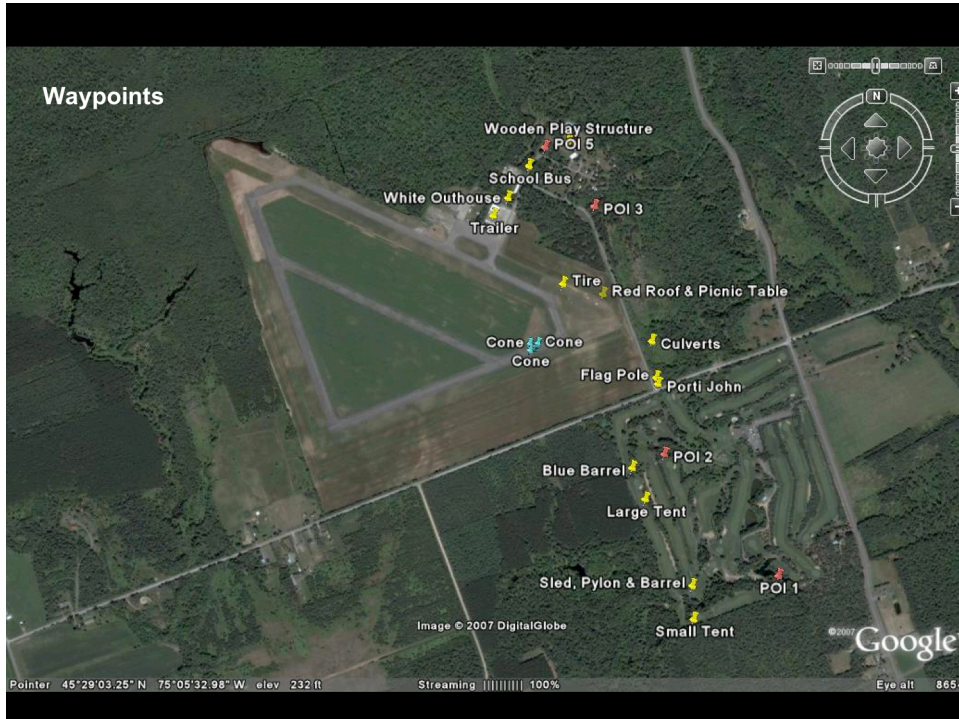 Waypoints
N
Wooden Play Structure
POI 5
School Bus
White Outhouse
POI 3
Trailer
Tire
Red Roof & Picnic Table
Cone
Cone
Cone
Culverts
Flag Pole
Porti John
POI 2
Blue Barrel
Large Tent
Sled, Pylon & Barrel
POI 1
Small Tent
Image © 2007 DigitalGlobe
©2007 Google
Pointer 45°29'03.25" N 75°05'32.98" W elev 232 ft Streaming ||||||||| 100% Eye alt 865